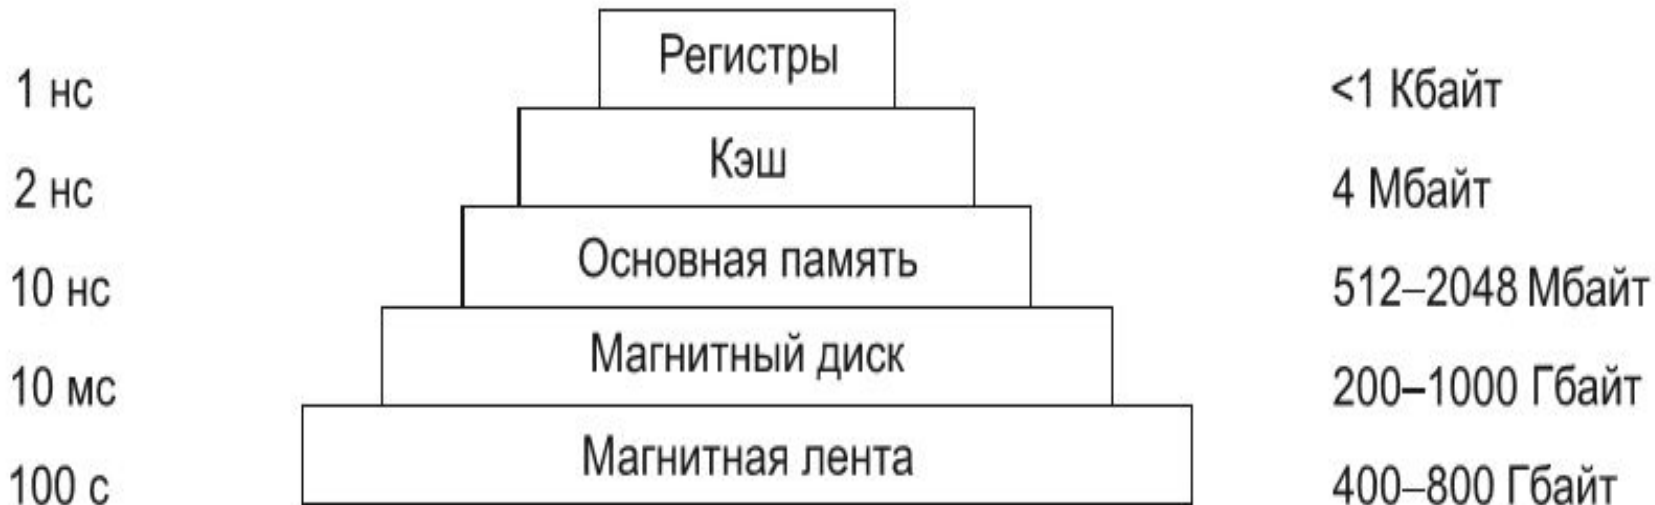 Регистры
1 нс <1 Кбайт
Кэш
2 нс 4 Мбайт
Основная память
10 нс 512–2048 Мбайт
Магнитный диск
10 мс 200–1000 Гбайт
Магнитная лента
100 с 400–800 Гбайт